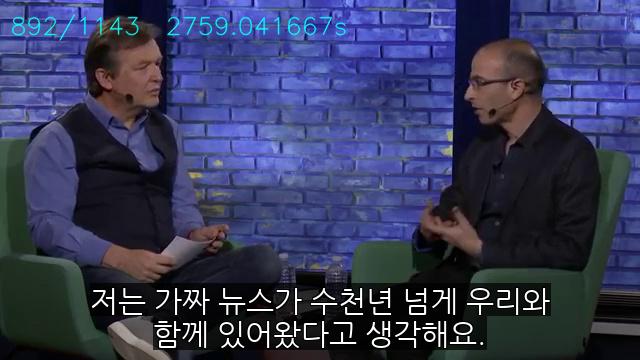 892/1143 2759.041667s
저는 가짜 뉴스가 수천년 넘게 우리와
함께 있어왔다고 생각해요.